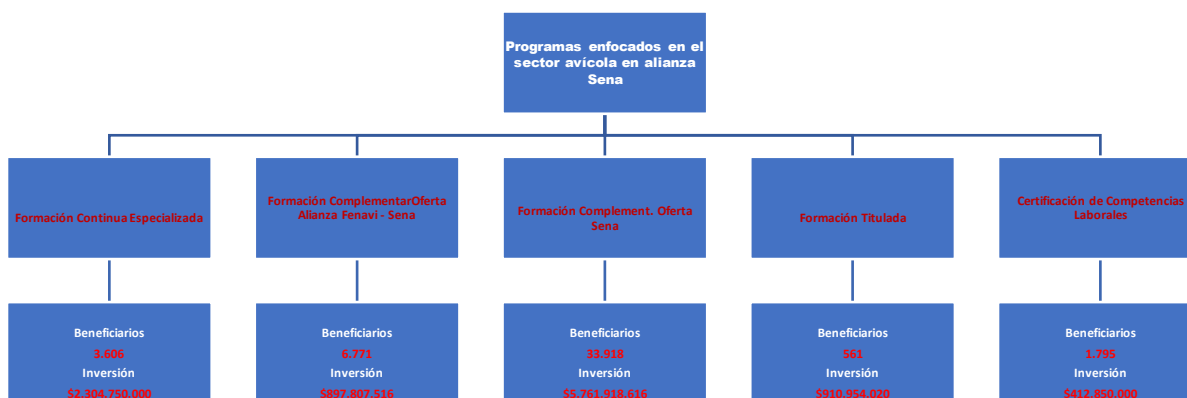 Programas enfocados en el
sector avícola en alianza
Sena
Formación Continua Especializada
Formación ComplementarOferta
Alianza Fenavi - Sena
Formación Complement. Oferta
Sena
Formación Titulada
Certificación de Competencias
Laborales
Beneficiarios
3.606
Inversión
$2.304.750.000
Beneficiarios
6.771
Inversión
$897.807.516
Beneficiarios
33.918
Inversión
$5.761.918.616
Beneficiarios
561
Inversión
$910.954.020
Beneficiarios
1.795
Inversión
$412.850.000